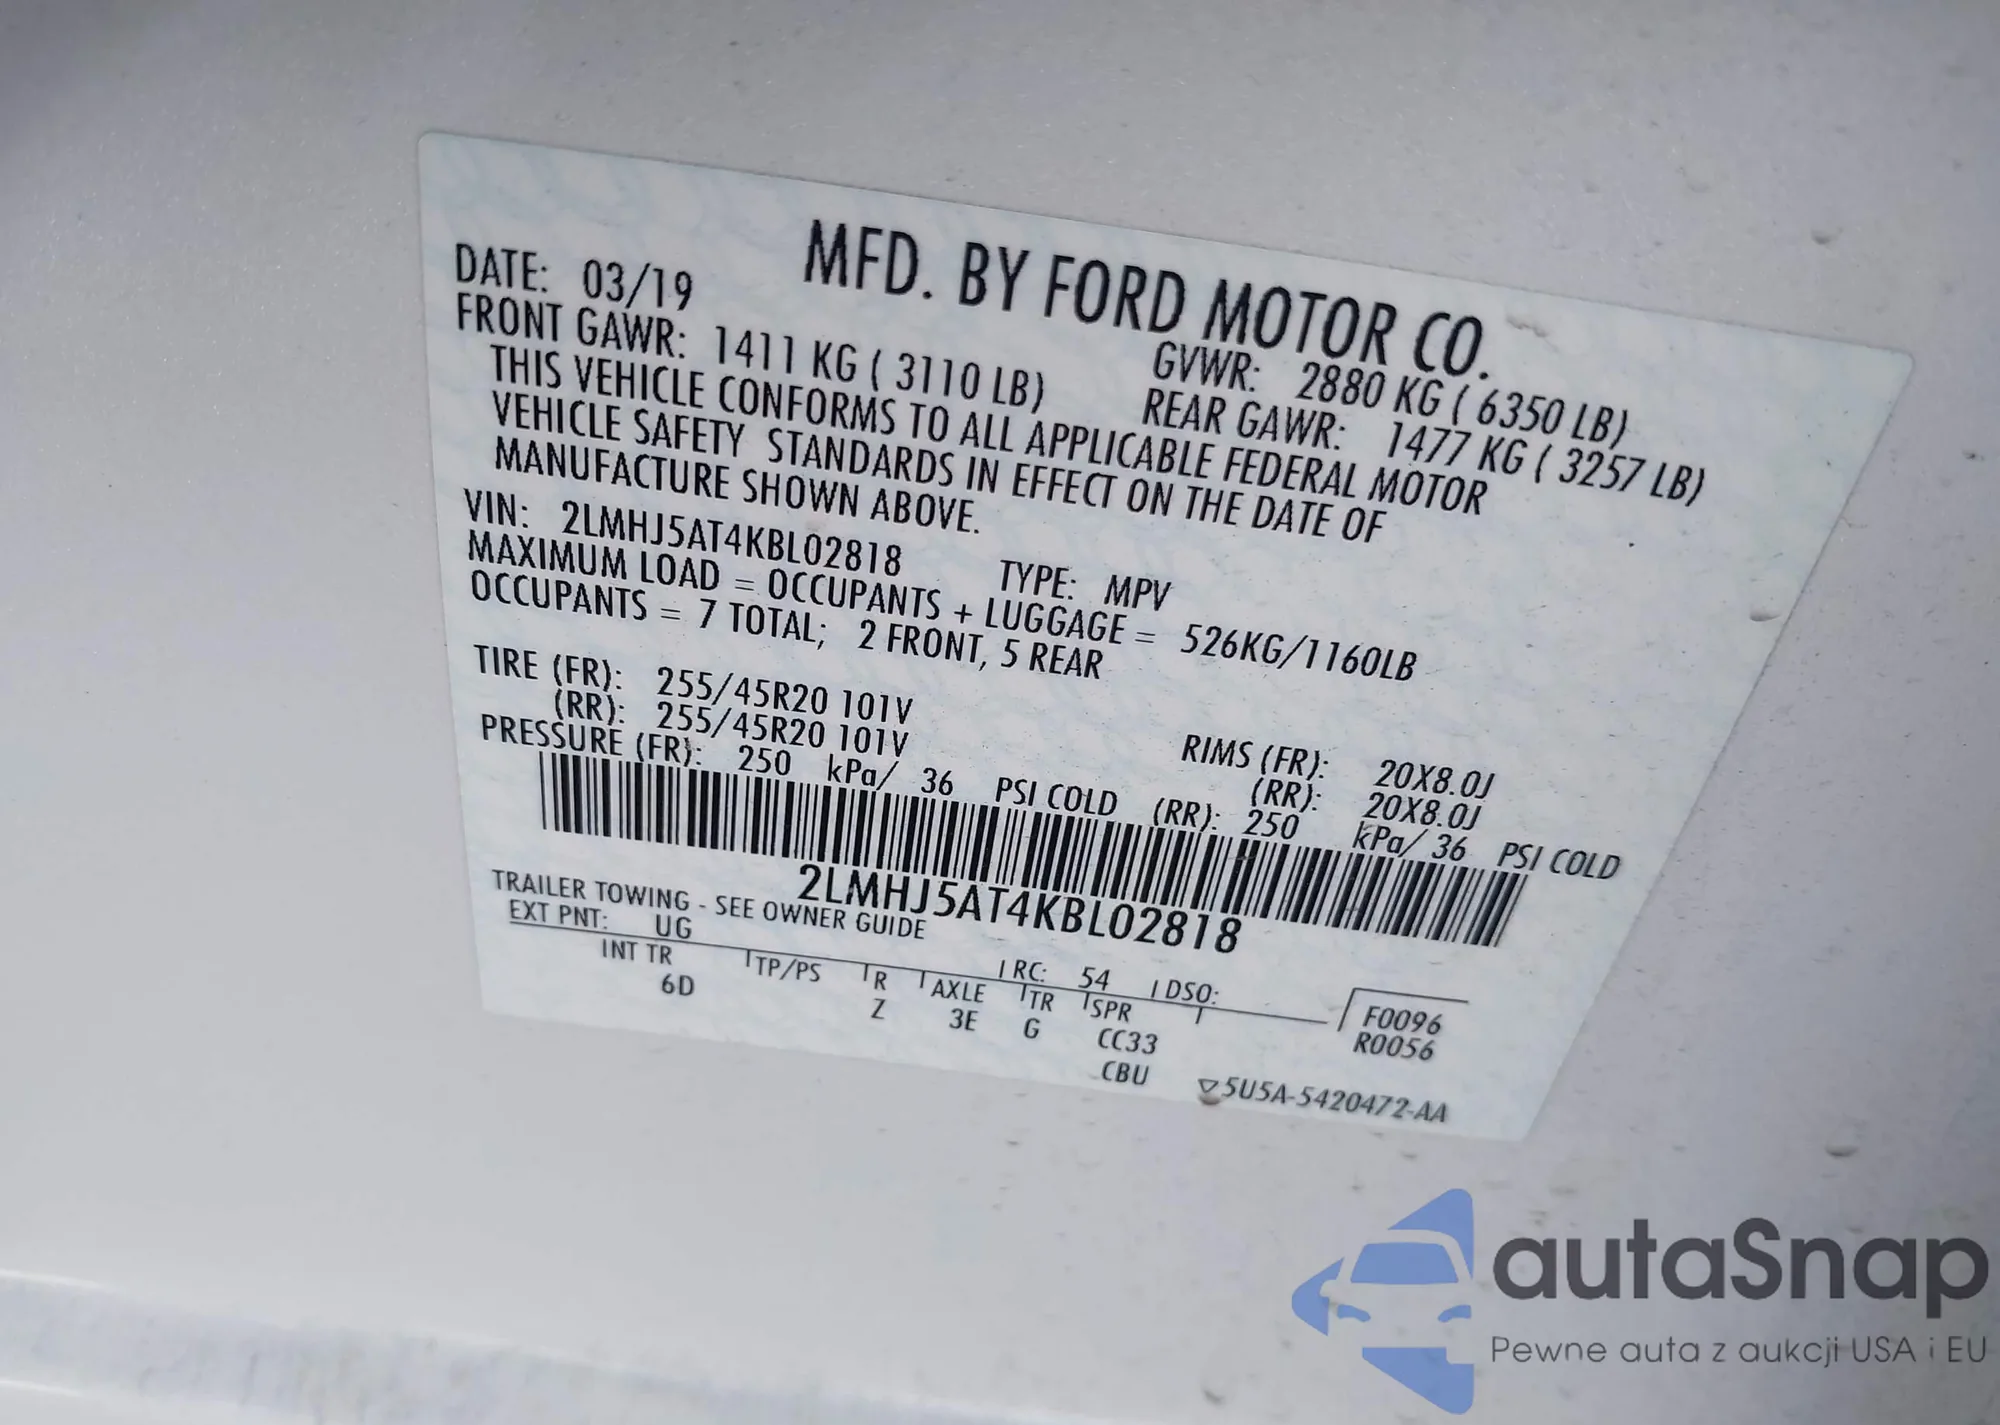 MFD. BY FORD MOTOR CO.
DATE: 03/19 GVWR: 2880 KG ( 6350 LB)
FRONT GAWR: 1411 KG ( 3110 LB) REAR GAWR: 1477 KG ( 3257 LB)
THIS VEHICLE CONFORMS TO ALL APPLICABLE FEDERAL MOTOR
VEHICLE SAFETY STANDARDS IN EFFECT ON THE DATE OF
MANUFACTURE SHOWN ABOVE.
VIN: 2LMHJ5AT4KBL02818 TYPE: MPV
MAXIMUM LOAD = OCCUPANTS + LUGGAGE = 526KG/1160LB
OCCUPANTS = 7 TOTAL; 2 FRONT, 5 REAR
TIRE (FR): 255/45R20 101V RIMS (FR): 20X8.0J
(RR): 255/45R20 101V (RR): 20X8.0J
PRESSURE (FR): 250 kPa/ 36 PSI COLD (RR): 250 kPa/ 36 PSI COLD
2LMHJ5AT4KBL02818
TRAILER TOWING - SEE OWNER GUIDE
EXT PNT: UG RC: 54 DSO:
INT TR TP/PS R AXLE TR SPR F0096
6D Z 3E G CC33 R0056
CBU
▽5U5A-5420472-AA
autaSnap
Pewne auta z aukcji USA i EU